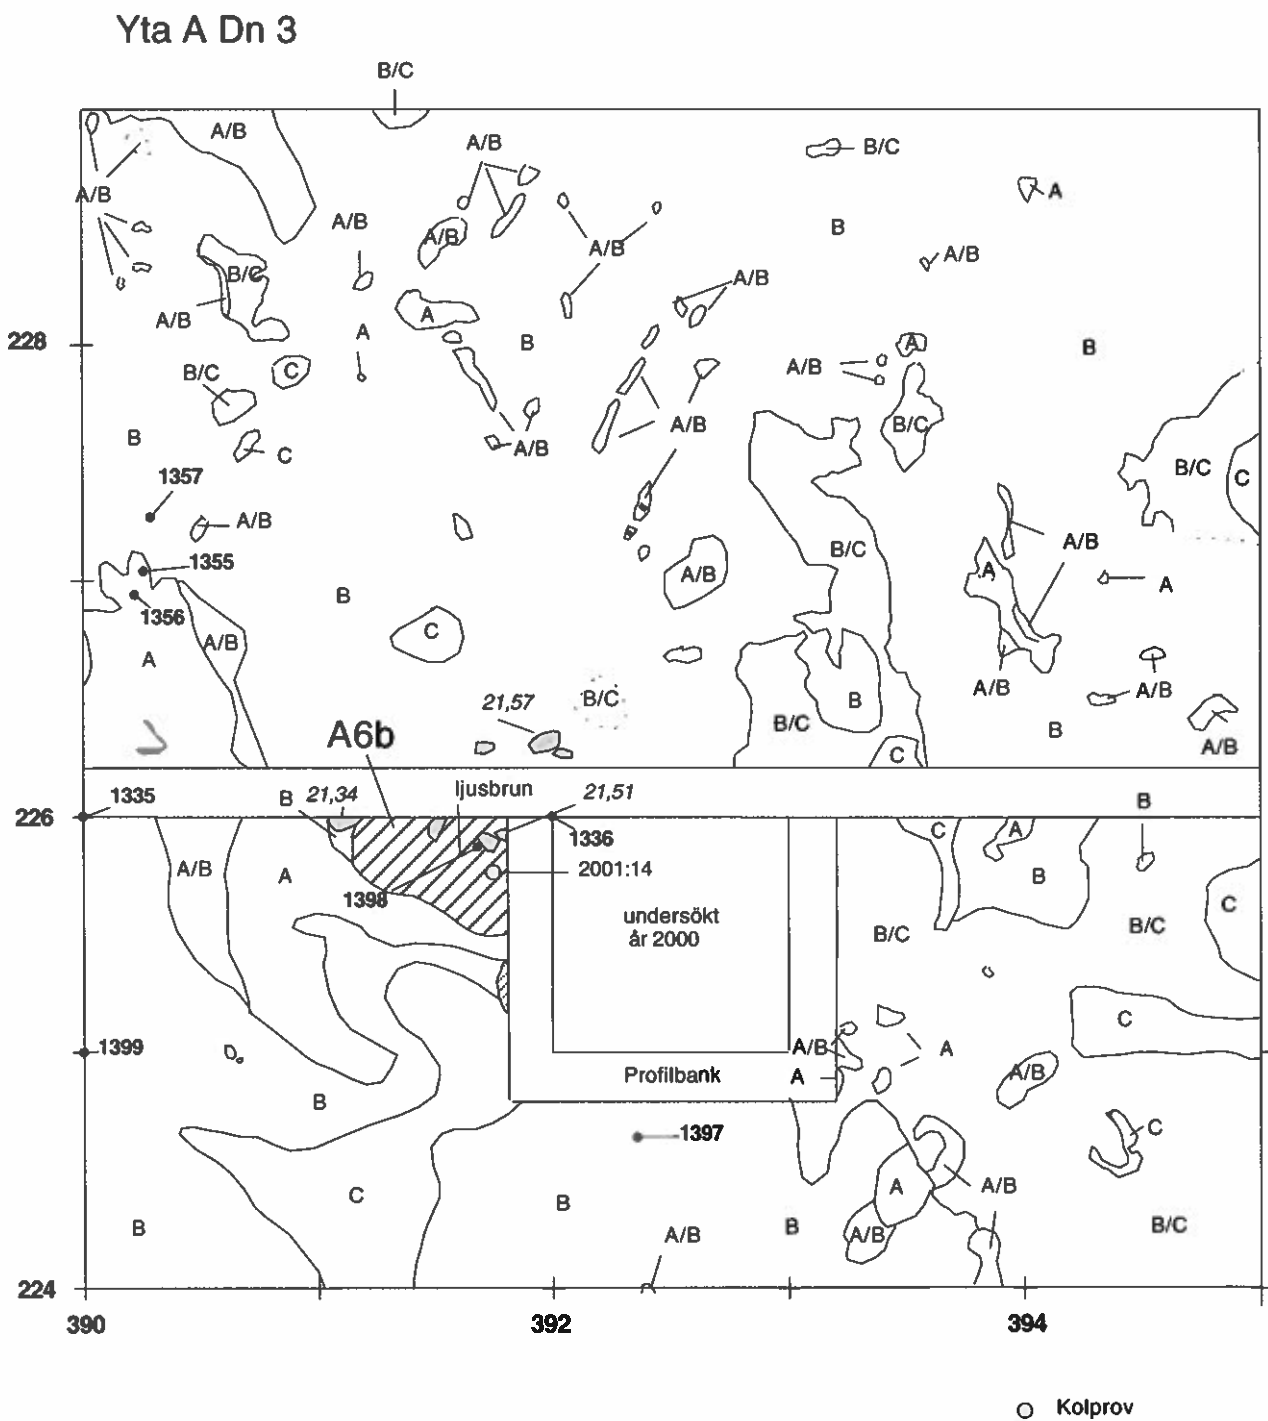 Yta A Dn 3
B/C
A/B
A/B
B/C
A
A/B
A/B
A/B
A/B
B
A/B
B/C
A/B
A/B
A
A
228
B
A
B
B/C
C
A/B
A/B
B/C
B
A/B
C
B/C
C
1357
A/B
B/C
A/B
1355
A/B
A
A
B
1356
A/B
C
A
B/C
A/B
A/B
21,57
B
B/C
B
A6b
A/B
C
1335
B
21,34
ljusbrun
21,51
B
226
C
A
1336
A/B
A
2001:14
B
1398
C
undersökt
år 2000
B/C
B/C
C
1399
A/B
A
A/B
Profilbank
A
B
1397
C
C
A
A/B
B
B
A/B
B
A/B
B/C
224
390
392
394
Kolprov